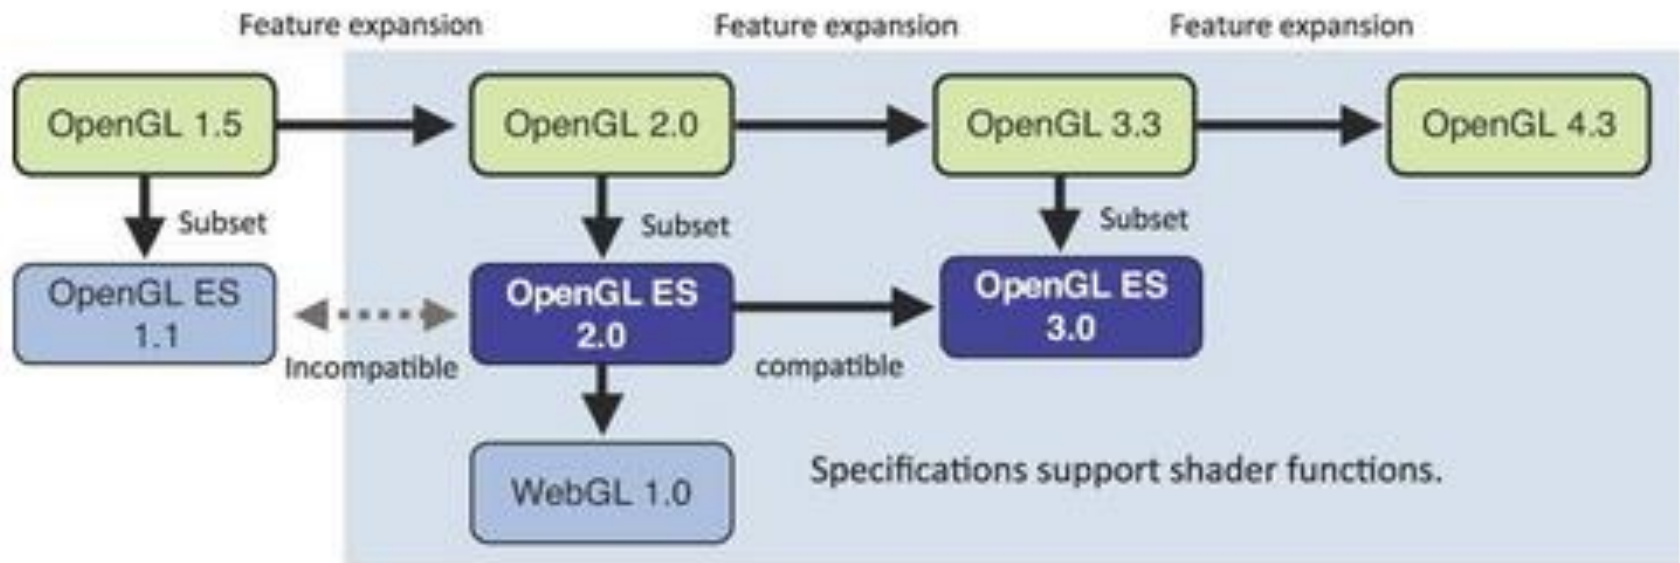 Feature expansion
Feature expansion
Feature expansion
OpenGL 1.5
OpenGL 2.0
OpenGL 3.3
OpenGL 4.3
Subset
Subset
Subset
OpenGL ES
1.1
Incompatible
OpenGL ES
2.0
compatible
OpenGL ES
3.0
WebGL 1.0
Specifications support shader functions.